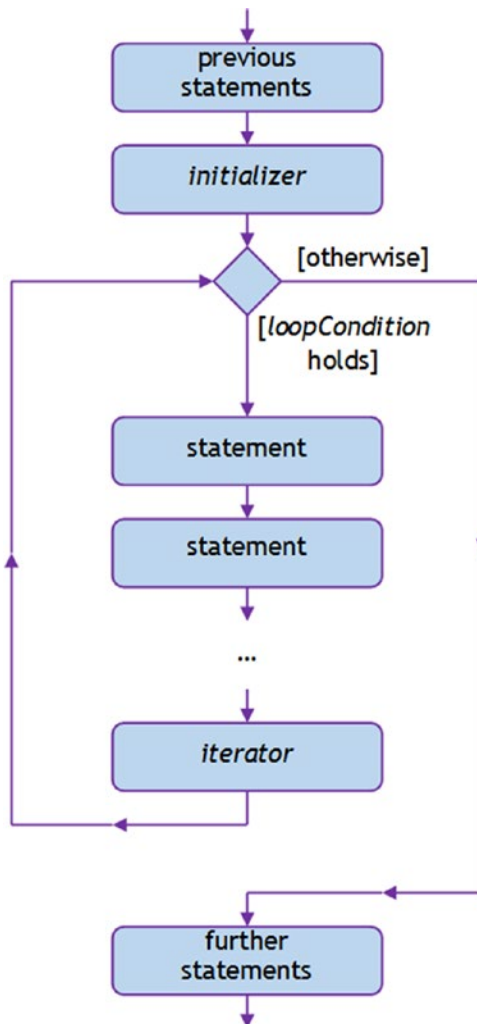 previous
statements
initializer
[otherwise]
[loopCondition
holds]
statement
statement
...
iterator
further
statements